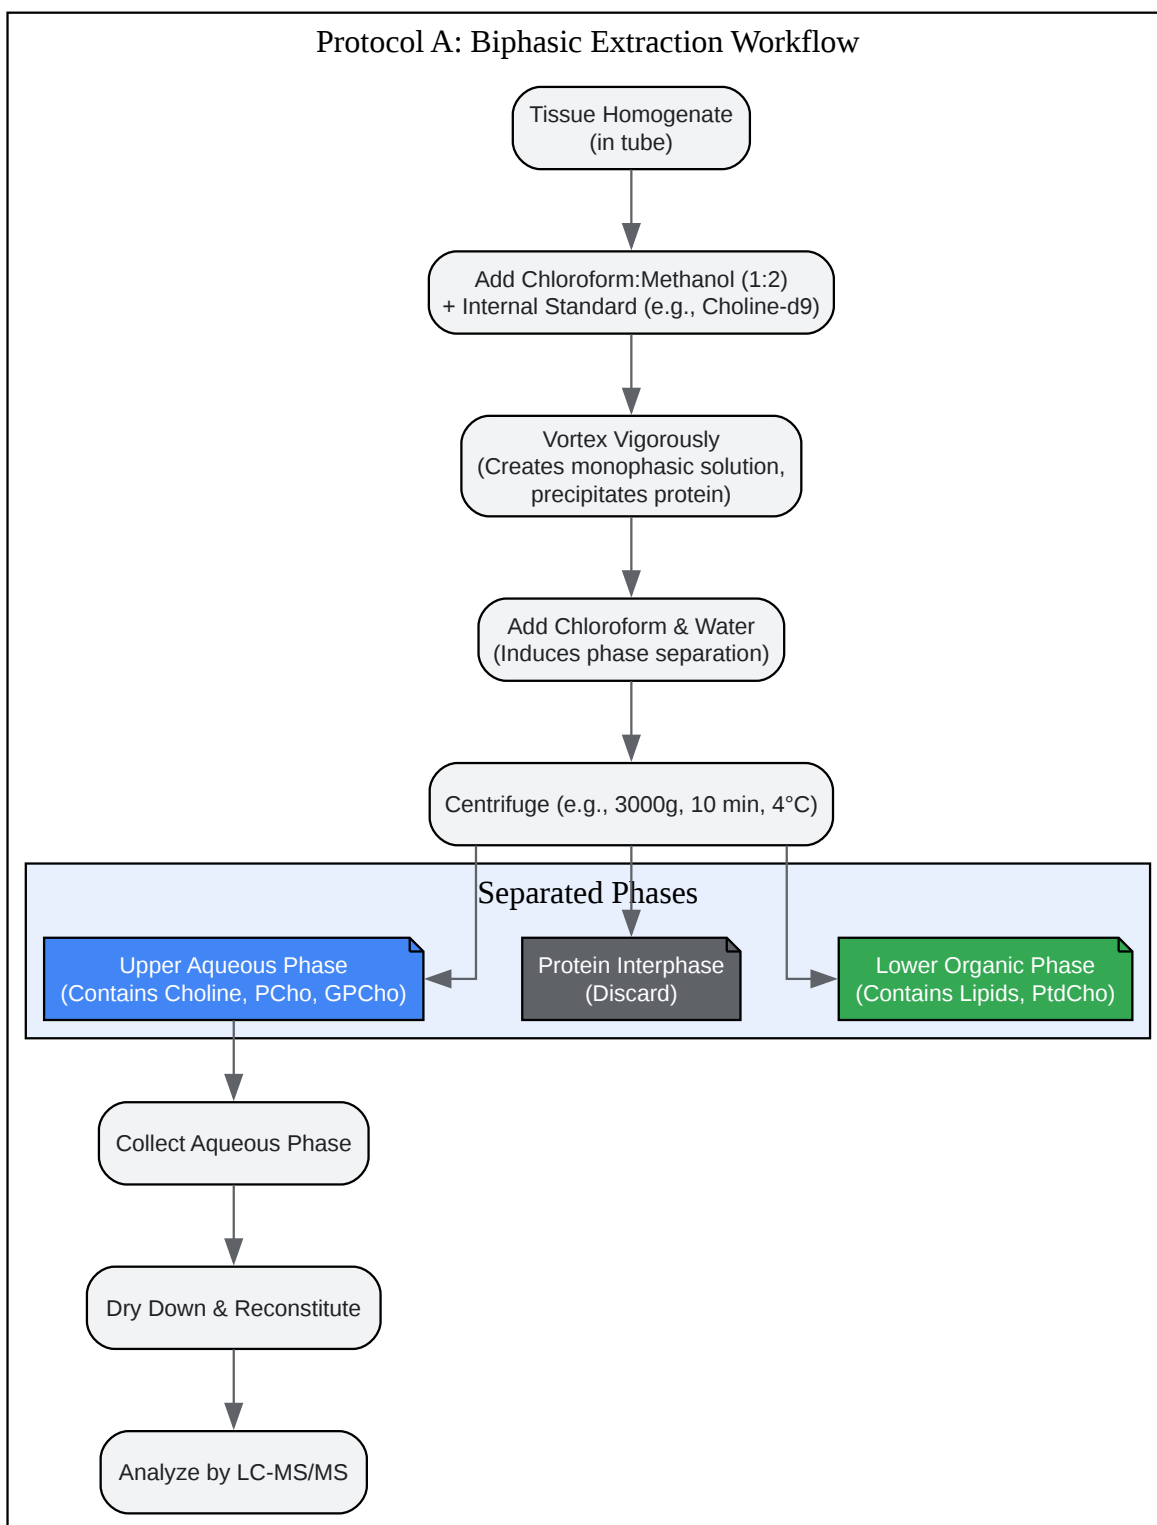 Protocol A: Biphasic Extraction Workflow
Tissue Homogenate
(in tube)
Add Chloroform:Methanol (1:2)
+ Internal Standard (e.g., Choline-d9)
Vortex Vigorously
(Creates monophasic solution,
precipitates protein)
Add Chloroform & Water
(Induces phase separation)
Centrifuge (e.g., 3000g, 10 min, 4°C)
Separated Phases
Upper Aqueous Phase
(Contains Choline, PCho, GPCho)
Protein Interphase
(Discard)
Lower Organic Phase
(Contains Lipids, PtdCho)
Collect Aqueous Phase
Dry Down & Reconstitute
Analyze by LC-MS/MS